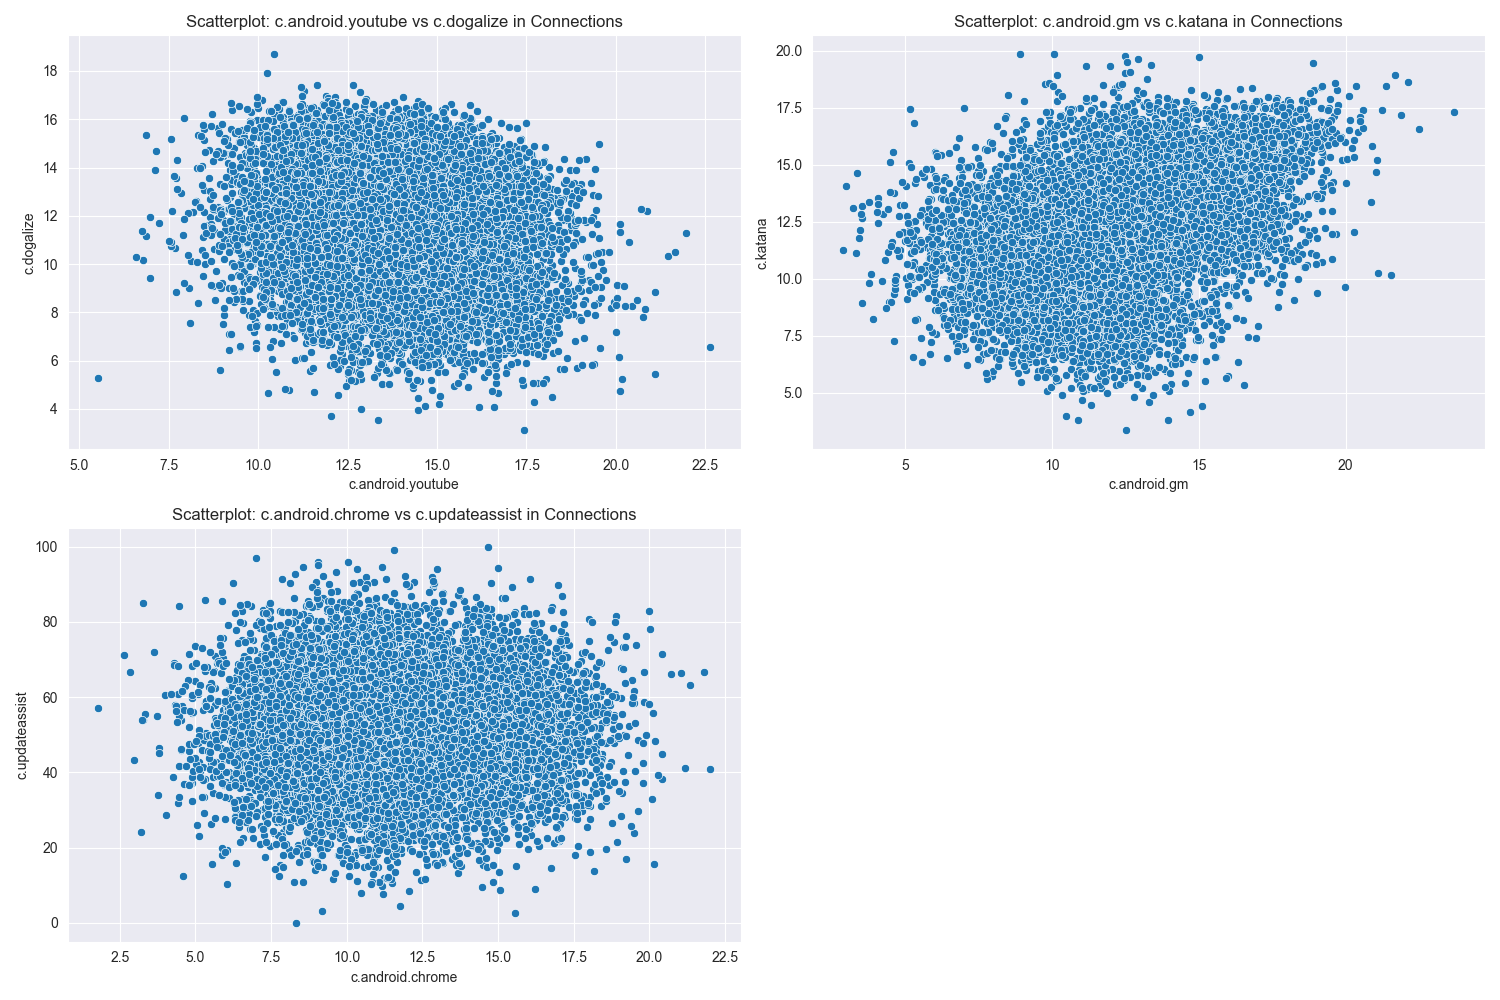 Scatterplot: c.android.youtube vs c.dogalize in Connections
18
16
14
12
10
8
6
4
c.dogalize
5.0 7.5 10.0 12.5 15.0 17.5 20.0 22.5
c.android.youtube
Scatterplot: c.android.gm vs c.katana in Connections
20.0
17.5
15.0
12.5
10.0
7.5
5.0
c.katana
5 10 15 20
c.android.gm
Scatterplot: c.android.chrome vs c.updateassist in Connections
100
80
60
40
20
0
c.updateassist
2.5 5.0 7.5 10.0 12.5 15.0 17.5 20.0 22.5
c.android.chrome